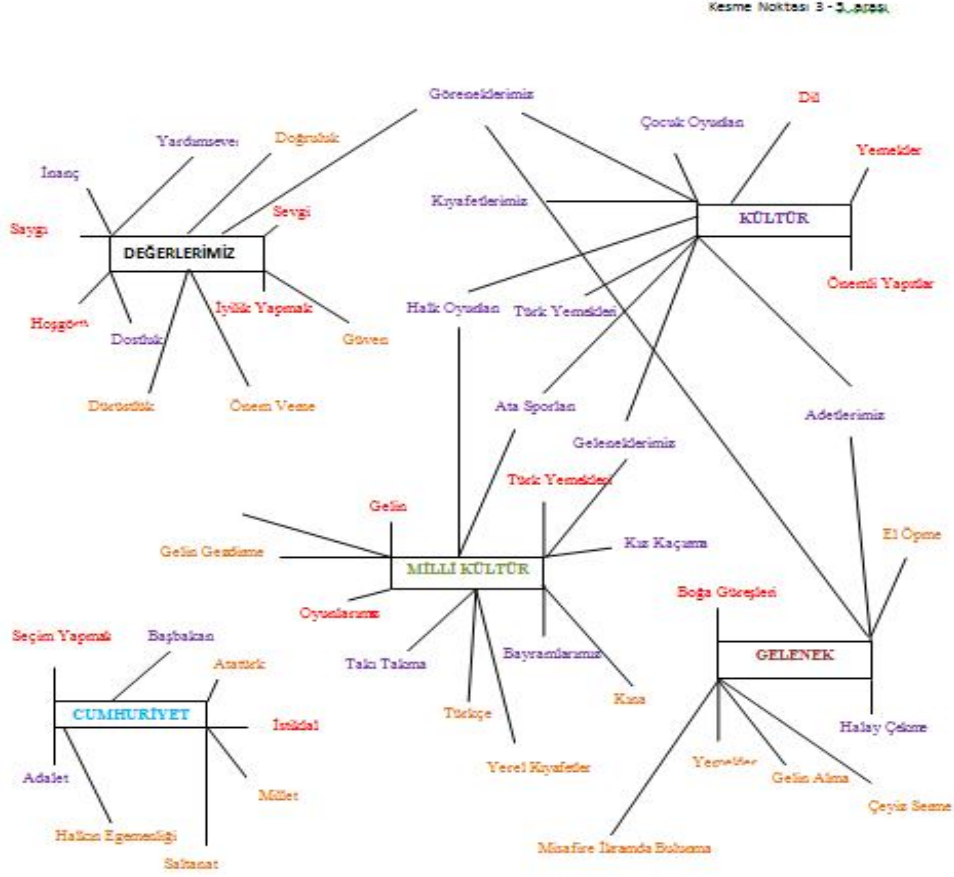 Kesme Noktası 3 - 5 arası
Göreneklerimiz
Dil
Çocuk Oyunları
Doğruluk
Yardımsever
Yemekler
İnanç
Kıyafetlerimiz
Sevgi
KÜLTÜR
Saygı
DEĞERLERİMİZ
Önemli Yapıtlar
Halk Oyunları
Türk Yemekleri
İyilik Yapmak
Hoşgörü
Dostluk
Güven
Dürüstlük
Önem Verme
Ata Sporları
Adetlerimiz
Geleneklerimiz
Türk Yemekleri
Gelin
El Öpme
Kız Kaçırma
Gelin Gezdirme
MİLLİ KÜLTÜR
Boğa Güreşleri
Oyunlarımız
Seçim Yapmak
Başbakan
Bayramlarımız
GELENEK
Takı Takma
Atatürk
Kına
CUMHURİYET
Türkçe
İstiklal
Halay Çekme
Yemekler
Yerel Kıyafetler
Adalet
Gelin Alma
Millet
Çeyiz Serme
Halkın Egemenliği
Misafire İkramda Bulunma
Saltanat